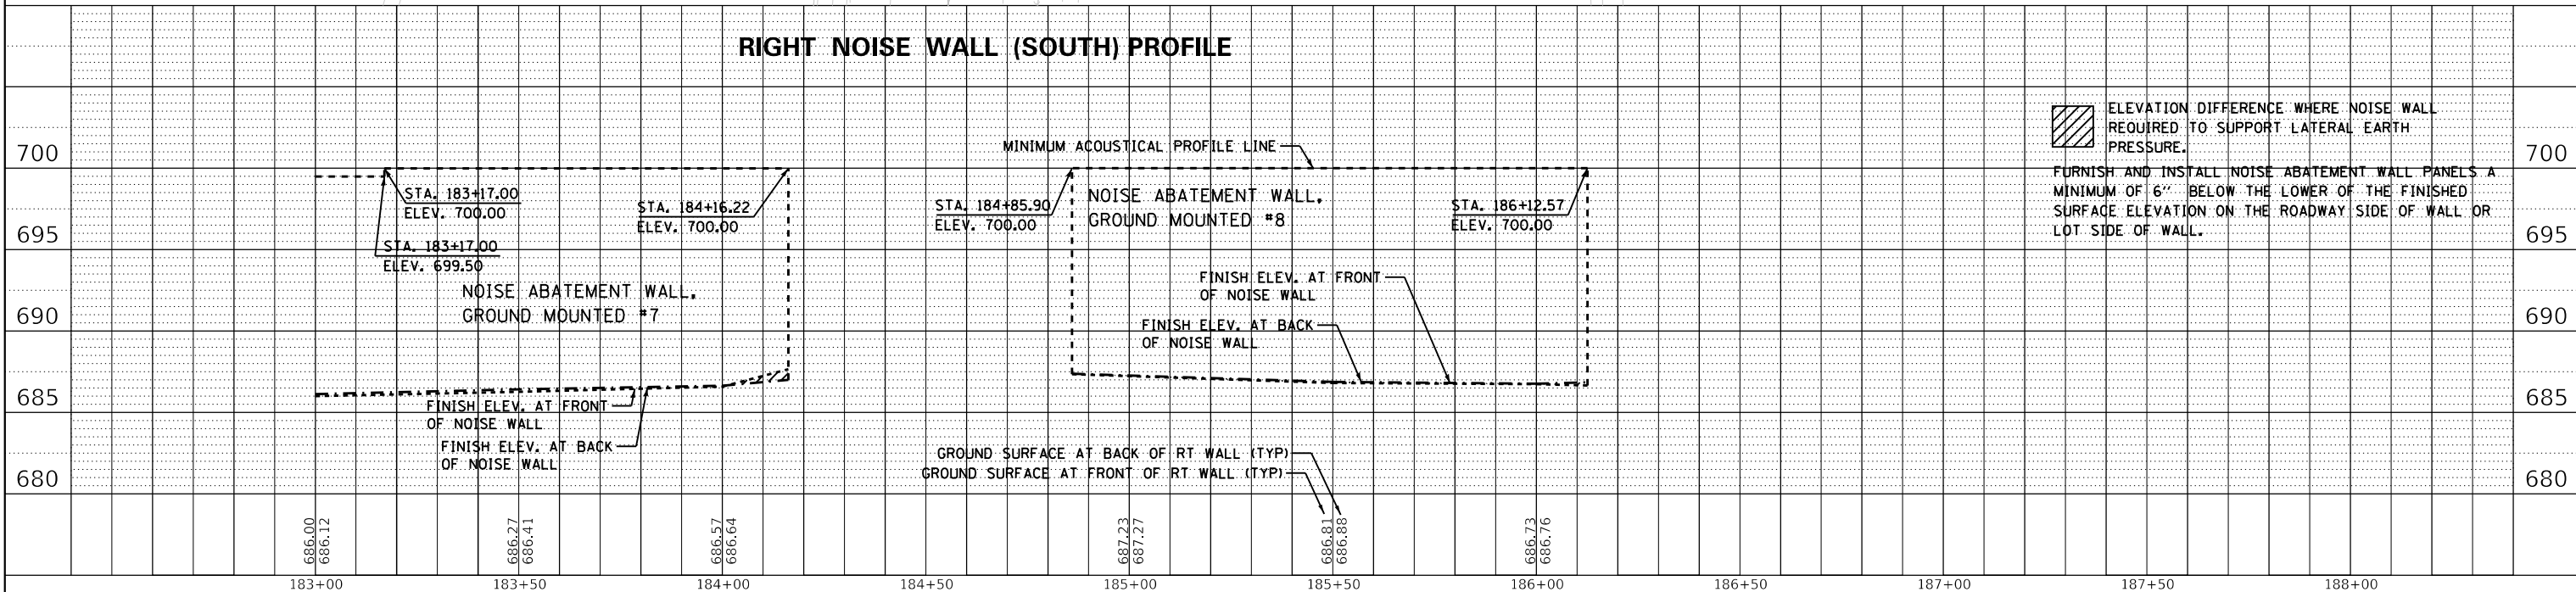 RIGHT NOISE WALL (SOUTH) PROFILE
ELEVATION DIFFERENCE WHERE NOISE WALL
REQUIRED TO SUPPORT LATERAL EARTH
PRESSURE.
FURNISH AND INSTALL NOISE ABATEMENT WALL PANELS A
MINIMUM OF 6" BELOW THE LOWER OF THE FINISHED
SURFACE ELEVATION ON THE ROADWAY SIDE OF WALL OR
LOT SIDE OF WALL.
700
695
690
685
680
STA. 183+17.00
ELEV. 700.00
STA. 183+17.00
ELEV. 699.50
STA. 184+16.22
ELEV. 700.00
NOISE ABATEMENT WALL,
GROUND MOUNTED #7
FINISH ELEV. AT FRONT
OF NOISE WALL
FINISH ELEV. AT BACK
OF NOISE WALL
MINIMUM ACOUSTICAL PROFILE LINE
STA. 184+85.90
ELEV. 700.00
NOISE ABATEMENT WALL,
GROUND MOUNTED #8
STA. 186+12.57
ELEV. 700.00
FINISH ELEV. AT FRONT
OF NOISE WALL
FINISH ELEV. AT BACK
OF NOISE WALL
GROUND SURFACE AT BACK OF RT WALL (TYP)
GROUND SURFACE AT FRONT OF RT WALL (TYP)
700
695
690
685
680
686.00
686.12
686.27
686.41
686.57
686.64
687.23
687.27
686.81
686.88
686.73
686.76
183+00
183+50
184+00
184+50
185+00
185+50
186+00
186+50
187+00
187+50
188+00